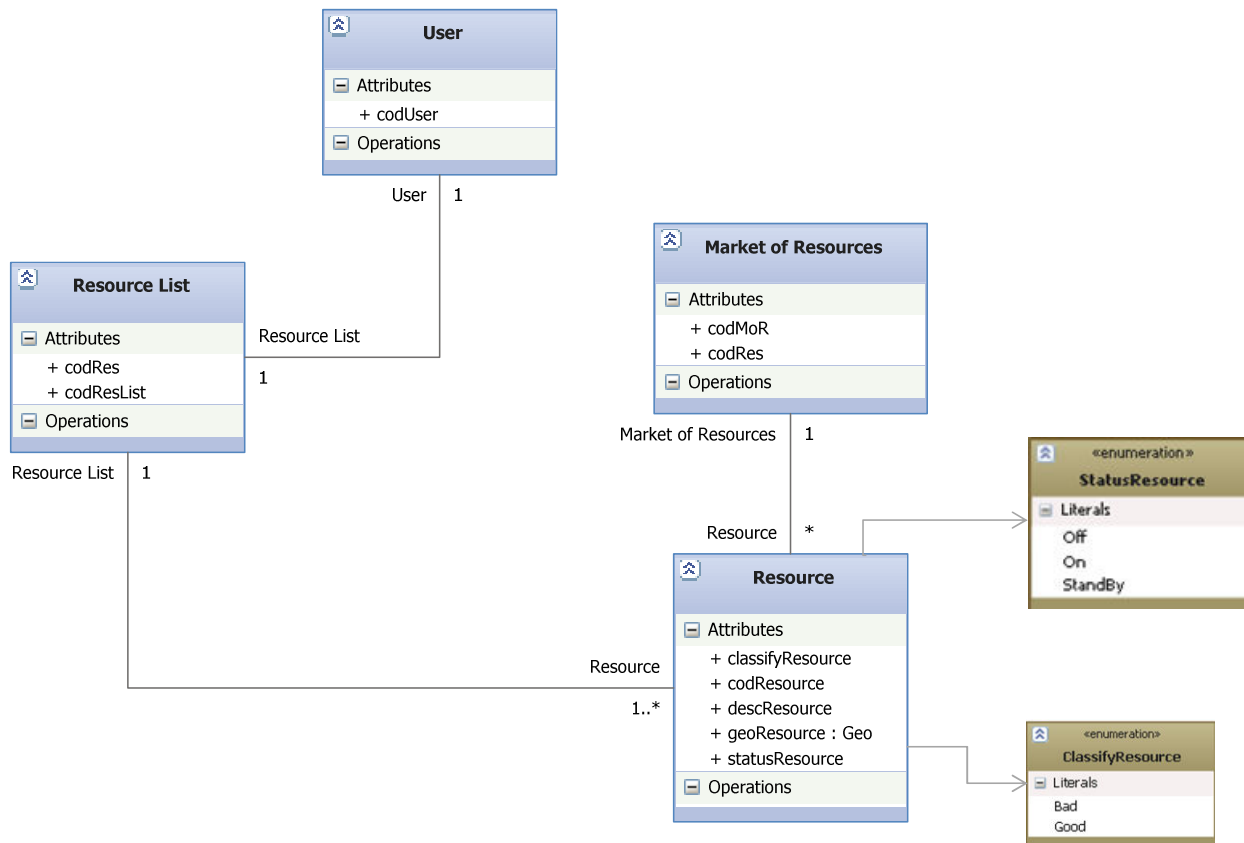 User
Attributes
+ codUser
Operations
User 1
Resource List
Attributes
+ codRes
+ codResList
Operations
Resource List
1
Resource List 1
Market of Resources
Attributes
+ codMoR
+ codRes
Operations
Market of Resources 1
Resource *
Resource
Attributes
+ classifyResource
+ codResource
+ descResource
+ geoResource : Geo
+ statusResource
Operations
Resource
1..*
«enumeration»
StatusResource
Literals
Off
On
StandBy
«enumeration»
ClassifyResource
Literals
Bad
Good